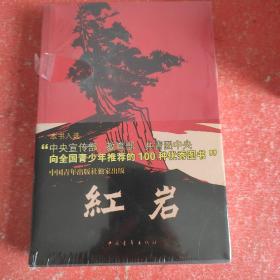 本书入选
“中央宣传部 教育部 共青团中央
向全国青少年推荐的100种优秀图书”
中国青年出版社独家出版
红岩
中国青年出版社